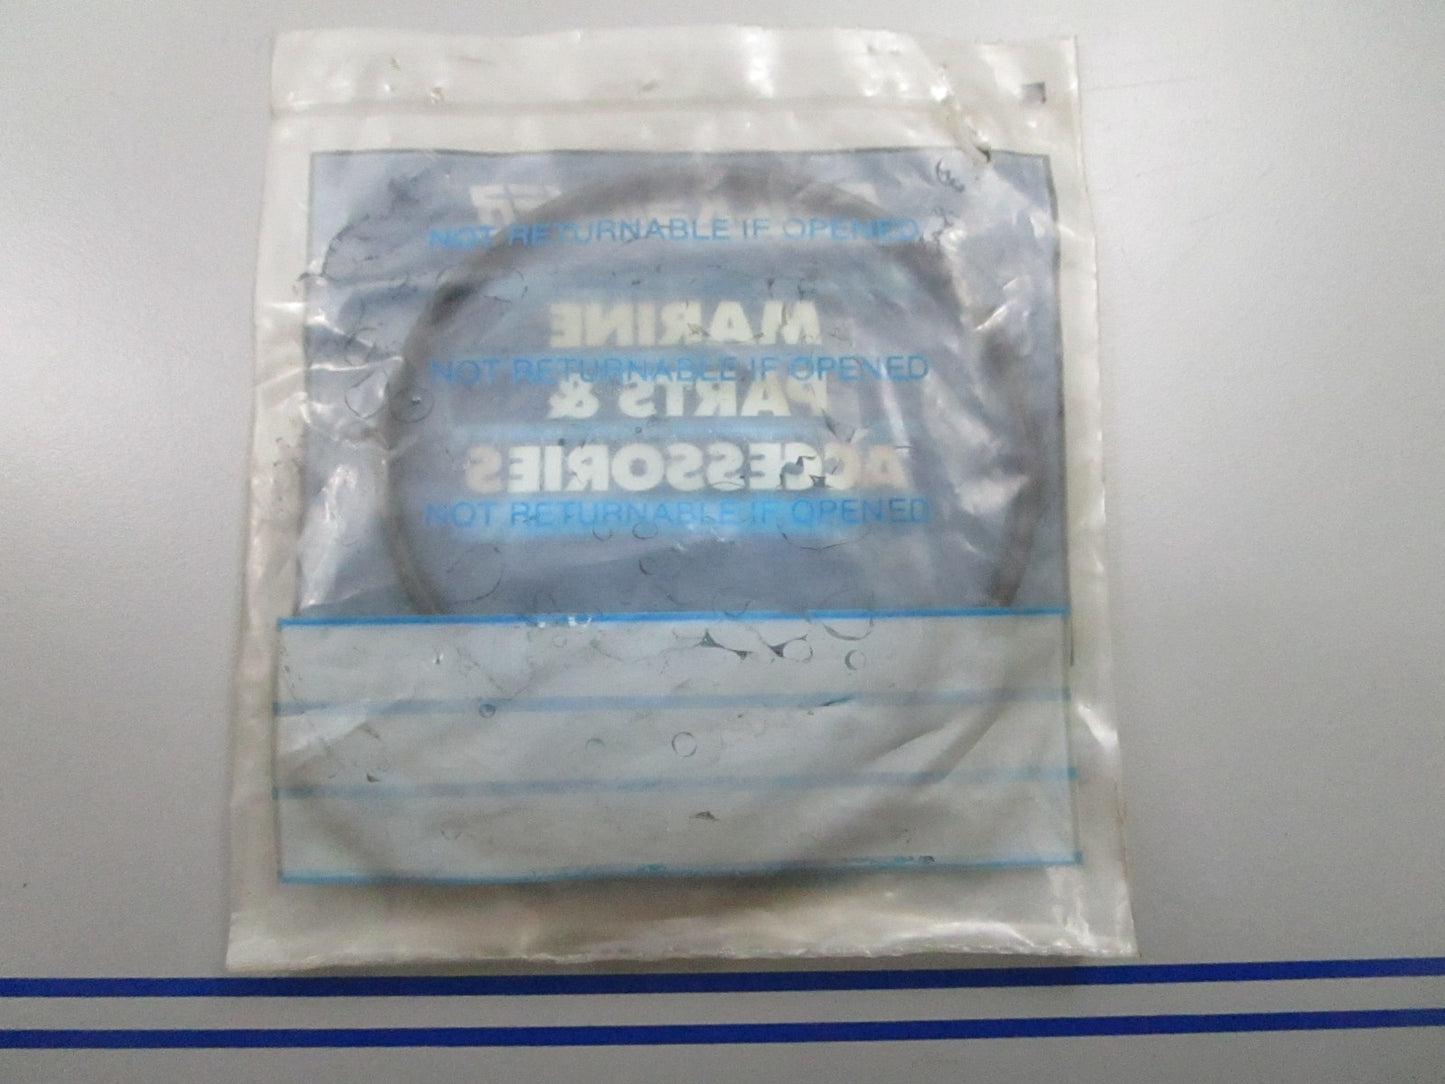 NOT RETURNABLE IF OPENED
MARINE
NOT RETURNABLE IF OPENED
PARTS &
ACCESSORIES
NOT RETURNABLE IF OPENED